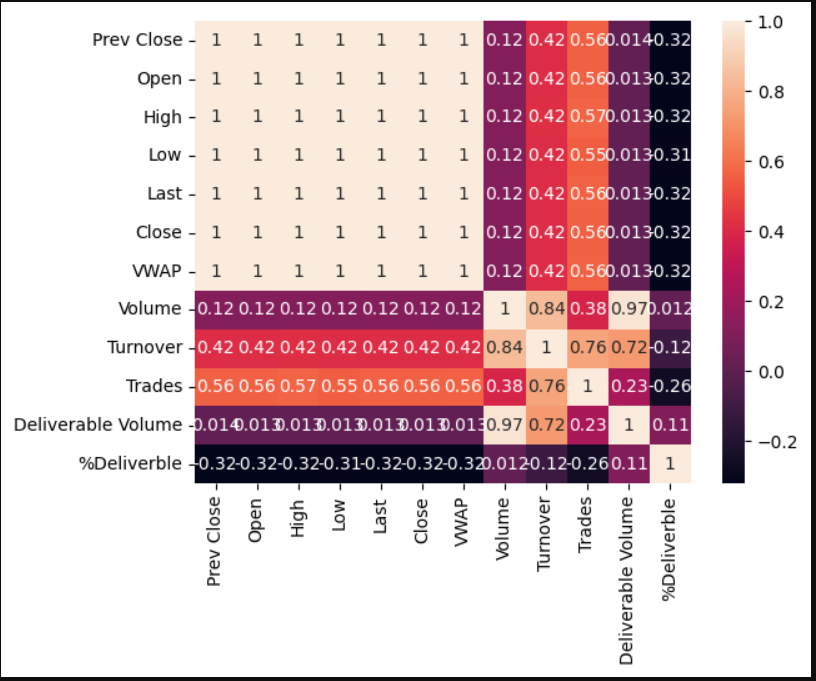 Prev Close 1 1 1 1 1 1 1 0.12 0.42 0.56 0.014 -0.32
Open 1 1 1 1 1 1 1 0.12 0.42 0.56 0.013 -0.32
High 1 1 1 1 1 1 1 0.12 0.42 0.57 0.013 -0.32
Low 1 1 1 1 1 1 1 0.12 0.42 0.55 0.013 -0.31
Last 1 1 1 1 1 1 1 0.12 0.42 0.56 0.013 -0.32
Close 1 1 1 1 1 1 1 0.12 0.42 0.56 0.013 -0.32
VWAP 1 1 1 1 1 1 1 0.12 0.42 0.56 0.013 -0.32
Volume 0.12 0.12 0.12 0.12 0.12 0.12 0.12 1 0.84 0.38 0.97 0.012
Turnover 0.42 0.42 0.42 0.42 0.42 0.42 0.42 0.84 1 0.76 0.72 -0.12
Trades 0.56 0.56 0.57 0.55 0.56 0.56 0.56 0.38 0.76 1 0.23 -0.26
Deliverable Volume 0.014 0.013 0.013 0.013 0.013 0.013 0.013 0.97 0.72 0.23 1 0.11
%Deliverble -0.32 -0.32 -0.32 -0.31 -0.32 -0.32 -0.32 0.012 -0.12 -0.26 0.11 1
Prev Close
Open
High
Low
Last
Close
VWAP
Volume
Turnover
Trades
Deliverable Volume
%Deliverble
1.0
0.8
0.6
0.4
0.2
0.0
−0.2